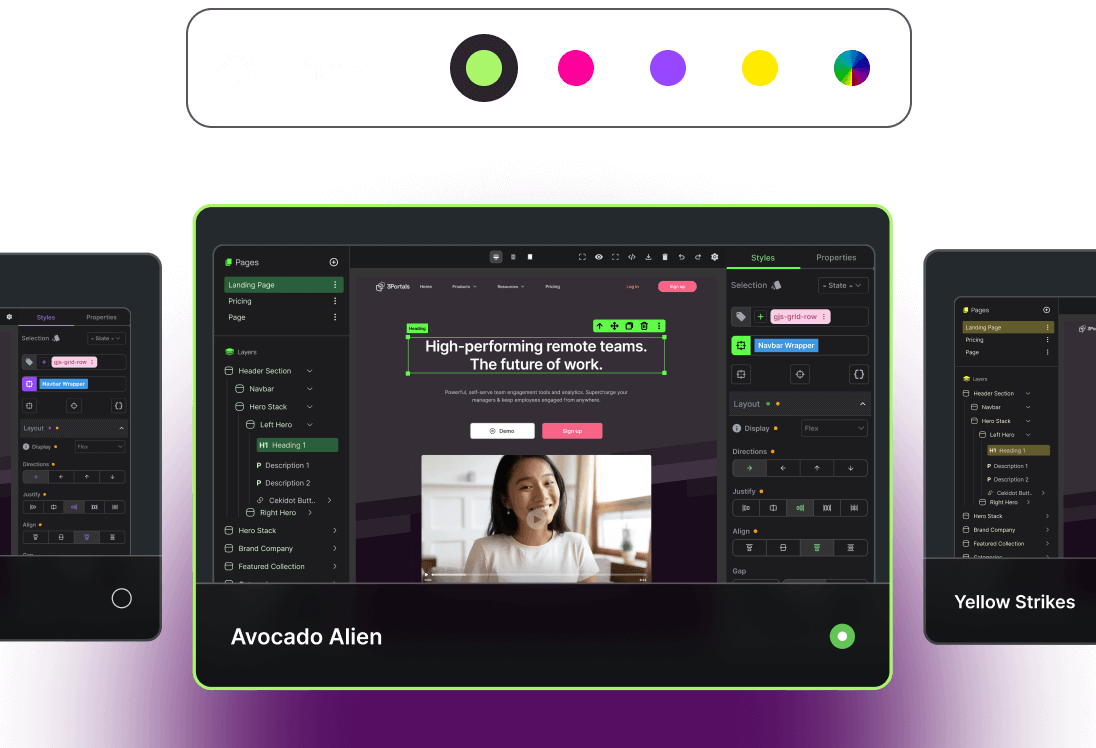 Pages
Landing Page
Pricing
Page
Layers
Header Section
Navbar
Hero Stack
Left Hero
H1 Heading 1
P Description 1
P Description 2
Cekidot Butt..
Right Hero
Hero Stack
Brand Company
Featured Collection
3Portals
Home
Products
Resources
Pricing
Log in
Sign up
Heading
High-performing remote teams.
The future of work.
Powerful, self-serve team engagement tools and analytics. Supercharge your
managers & keep employees engaged from anywhere.
Demo
Sign up
Styles
Properties
Selection
- State -
gjs-grid-row
Navbar Wrapper
Layout
Display
Flex
Directions
Justify
Align
Gap
Avocado Alien
Styles
Properties
Selection
- State -
gjs-grid-row
Navbar Wrapper
Layout
Display
Flex
Directions
Justify
Align
Pages
Landing Page
Pricing
Page
Layers
Header Section
Navbar
Hero Stack
Left Hero
H1 Heading 1
P Description 1
P Description 2
Cekidot Butt..
Right Hero
Hero Stack
Brand Company
Featured Collection
Yellow Strikes